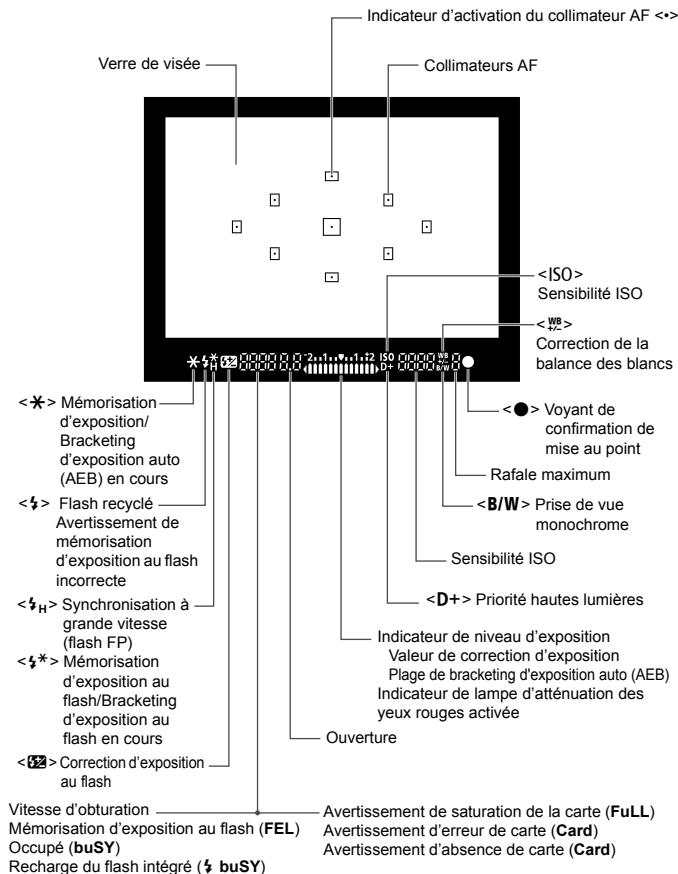 Indicateur d'activation du collimateur AF <•>
Verre de visée
Collimateurs AF
<ISO>
Sensibilité ISO
<WB +/->
Correction de la
balance des blancs
-2..1..▼..1.:2 ISO
D+
WB
+/-
B/W
H
<✱> Mémorisation
d'exposition/
Bracketing
d'exposition auto
(AEB) en cours
<●> Voyant de
confirmation de
mise au point
Rafale maximum
<⚡> Flash recyclé
Avertissement de
mémorisation
d'exposition au flash
incorrecte
<B/W> Prise de vue
monochrome
Sensibilité ISO
<⚡H> Synchronisation à
grande vitesse
(flash FP)
<D+> Priorité hautes lumières
<⚡*> Mémorisation
d'exposition au
flash/Bracketing
d'exposition au
flash en cours
Indicateur de niveau d'exposition
Valeur de correction d'exposition
Plage de bracketing d'exposition auto (AEB)
Indicateur de lampe d'atténuation des
yeux rouges activée
Ouverture
<⚡±> Correction d'exposition
au flash
Vitesse d'obturation
Mémorisation d'exposition au flash (FEL)
Occupé (buSY)
Recharge du flash intégré (⚡ buSY)
Avertissement de saturation de la carte (FuLL)
Avertissement d'erreur de carte (Card)
Avertissement d'absence de carte (Card)